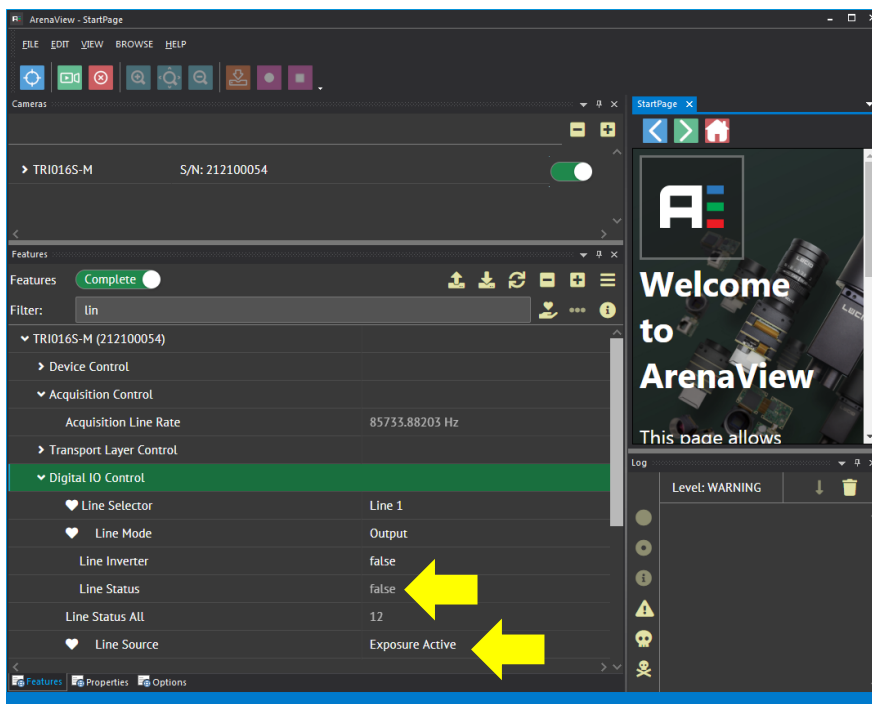 ArenaView - StartPage
FILE EDIT VIEW BROWSE HELP
Cameras
TRI016S-M S/N: 212100054
Features
Features Complete
Filter: lin
TRI016S-M (212100054)
Device Control
Acquisition Control
Acquisition Line Rate 85733.88203 Hz
Transport Layer Control
Digital IO Control
Line Selector Line 1
Line Mode Output
Line Inverter false
Line Status false
Line Status All 12
Line Source Exposure Active
Features Properties Options
StartPage
Welcome
to
ArenaView
This page allows
Log
Level: WARNING